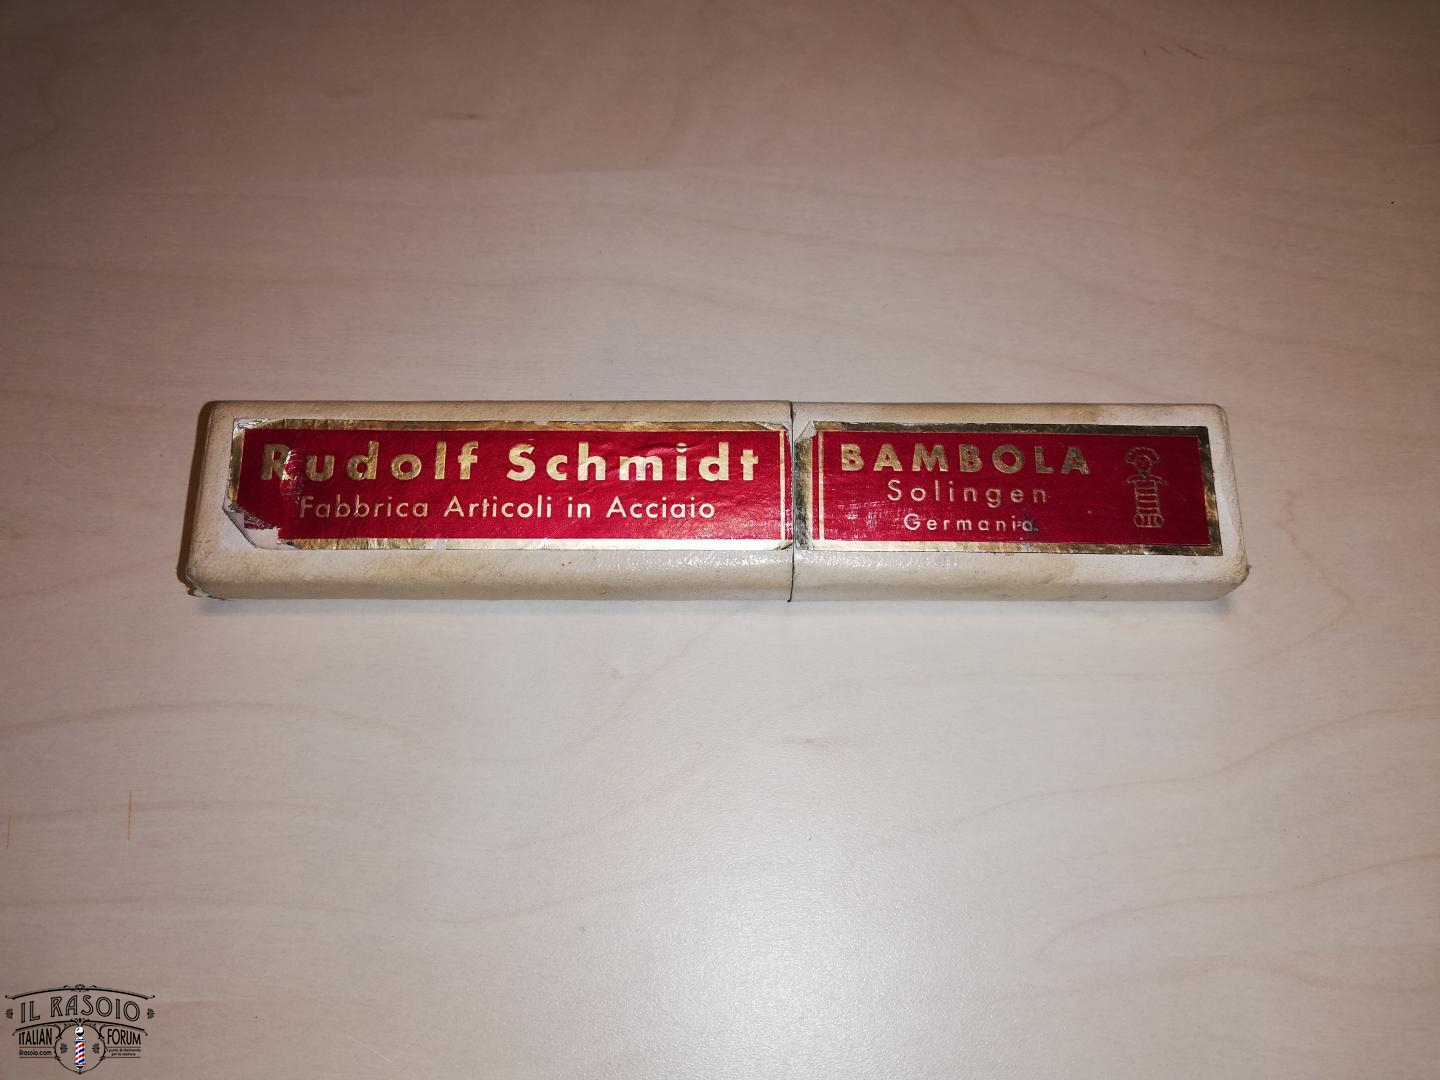 Rudolf Schmidt
Fabbrica Articoli in Acciaio
BAMBOLA
Solingen
Germania
IL RASOIO
ITALIAN FORUM
ilrasoio.com